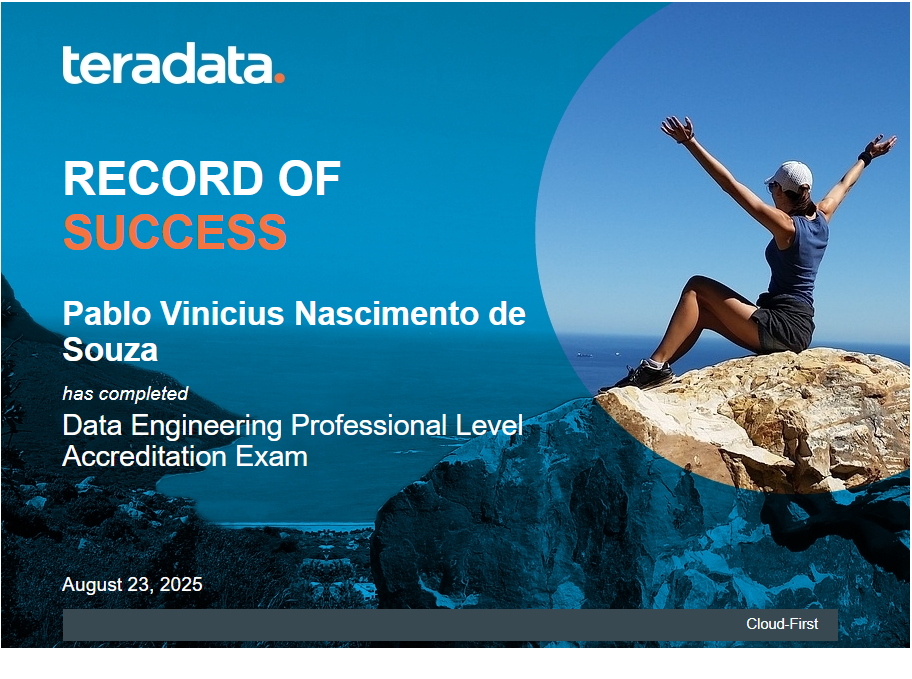 teradata.
RECORD OF
SUCCESS
Pablo Vinicius Nascimento de
Souza
has completed
Data Engineering Professional Level
Accreditation Exam
August 23, 2025
Cloud-First